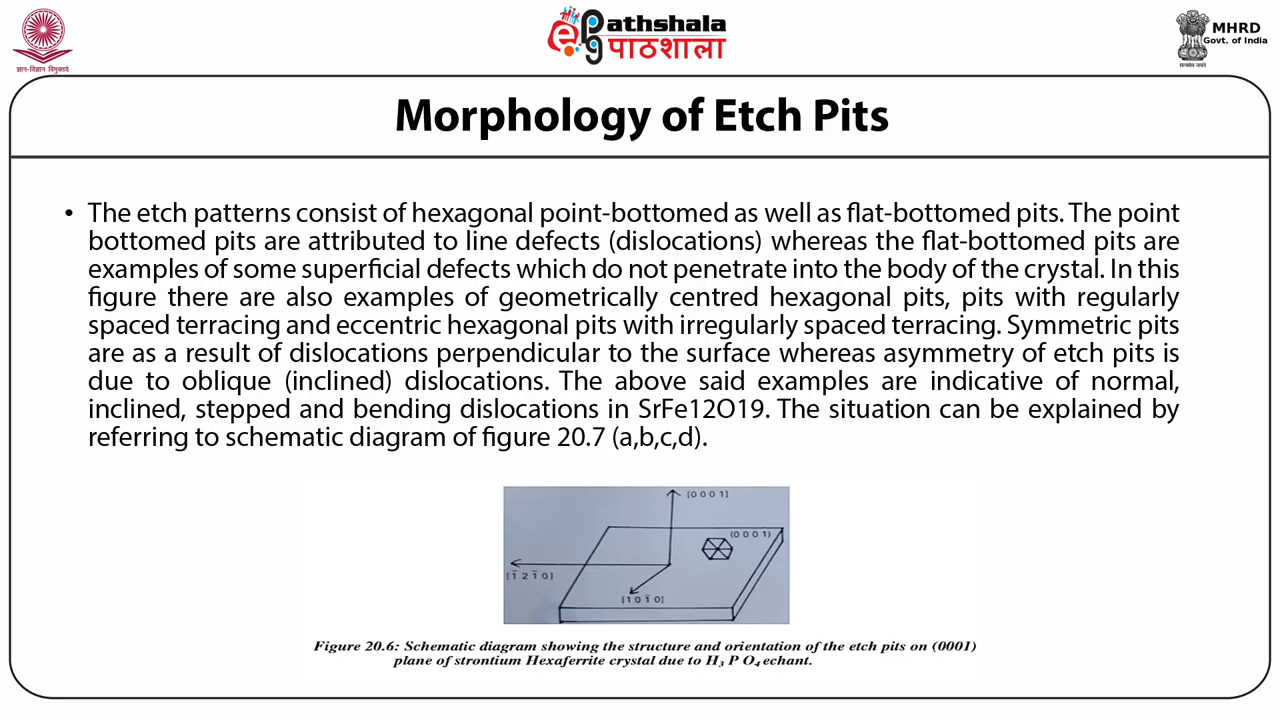 ज्ञान-विज्ञान विमुक्तये
ePG
athshala
पाठशाला
MHRD
Govt. of India
सत्यमेव जयते
Morphology of Etch Pits
• The etch patterns consist of hexagonal point-bottomed as well as flat-bottomed pits. The point
bottomed pits are attributed to line defects (dislocations) whereas the flat-bottomed pits are
examples of some superficial defects which do not penetrate into the body of the crystal. In this
figure there are also examples of geometrically centred hexagonal pits, pits with regularly
spaced terracing and eccentric hexagonal pits with irregularly spaced terracing. Symmetric pits
are as a result of dislocations perpendicular to the surface whereas asymmetry of etch pits is
due to oblique (inclined) dislocations. The above said examples are indicative of normal,
inclined, stepped and bending dislocations in SrFe12O19. The situation can be explained by
referring to schematic diagram of figure 20.7 (a,b,c,d).
[0 0 0 1]
(0 0 0 1)
[1̅ 2 1̅ 0]
[1 0 1̅ 0]
Figure 20.6: Schematic diagram showing the structure and orientation of the etch pits on (0001)
plane of strontium Hexaferrite crystal due to H₃ P O₄ echant.